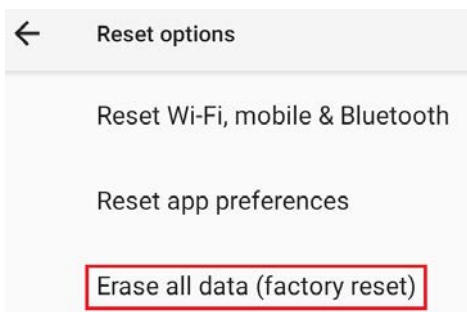 Reset options
Reset Wi-Fi, mobile & Bluetooth
Reset app preferences
Erase all data (factory reset)